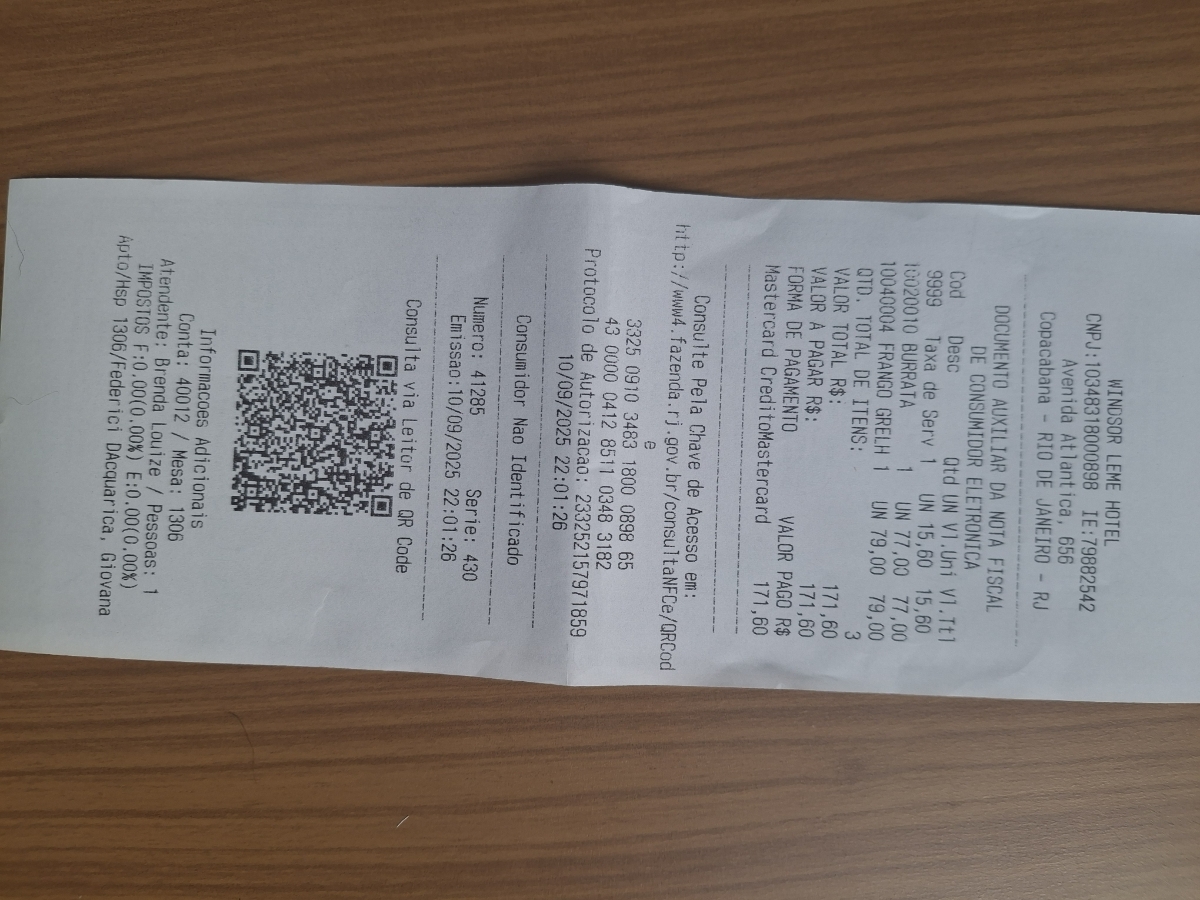 WINDSOR LEME HOTEL
CNPJ:10348318000898 IE:79882542
Avenida Atlantica, 656
Copacabana - RIO DE JANEIRO - RJ
DOCUMENTO AUXILIAR DA NOTA FISCAL
DE CONSUMIDOR ELETRONICA
Cod Desc Qtd UN Vl.Uni Vl.Ttl
9999 Taxa de Serv 1 UN 15,60 15,60
10020010 BURRATA 1 UN 77,00 77,00
10040004 FRANGO GRELH 1 UN 79,00 79,00
QTD. TOTAL DE ITENS: 3
VALOR TOTAL R$: 171,60
VALOR A PAGAR R$: 171,60
FORMA DE PAGAMENTO VALOR PAGO R$
Mastercard CreditoMastercard 171,60
Consulte Pela Chave de Acesso em:
http://www4.fazenda.rj.gov.br/consultaNFCe/QRCod
e
3325 0910 3483 1800 0898 65
43 0000 0412 8511 0348 3182
Protocolo de Autorizacao: 233252157971859
10/09/2025 22:01:26
Consumidor Nao Identificado
Numero: 41285 Serie: 430
Emissao:10/09/2025 22:01:26
Consulta via Leitor de QR Code
Informacoes Adicionais
Conta: 40012 / Mesa: 1306
Atendente: Brenda Louize / Pessoas: 1
IMPOSTOS F:0.00(0.00%) E:0.00(0.00%)
Apto/Hsp 1306/Federici DAcquarica, Giovana